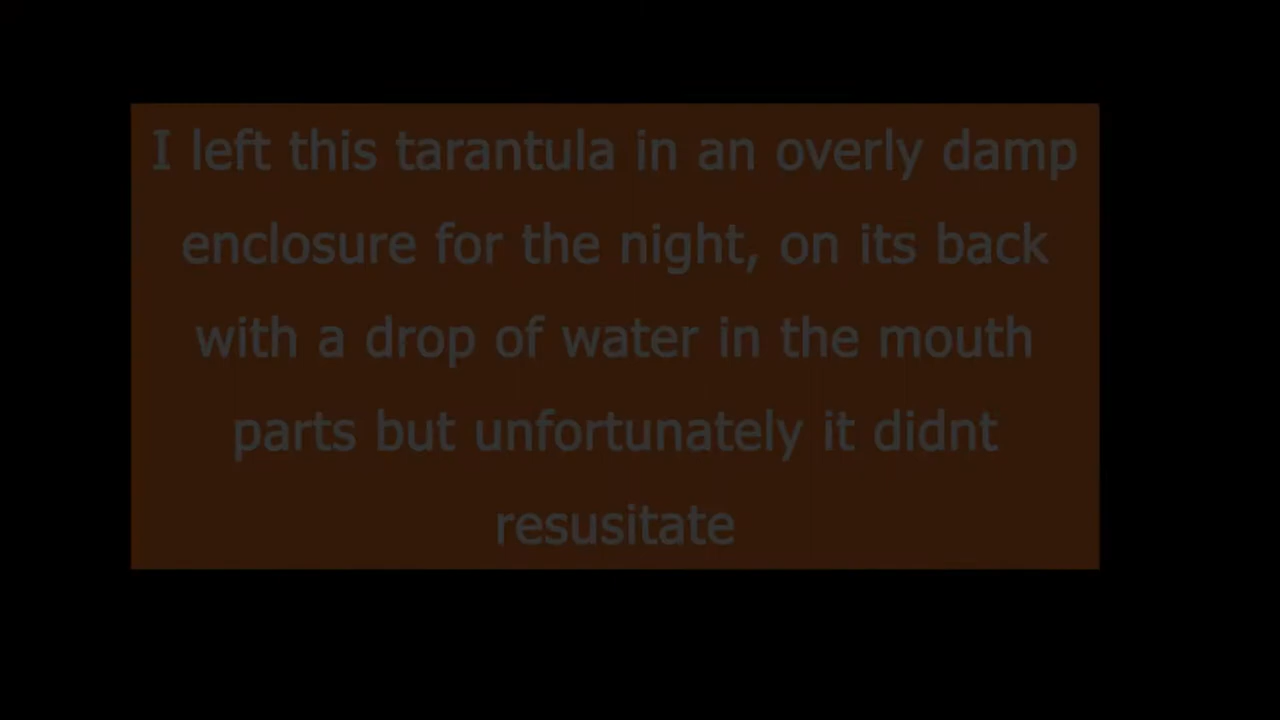 I left this tarantula in an overly damp
enclosure for the night, on its back
with a drop of water in the mouth
parts but unfortunately it didnt
resusitate